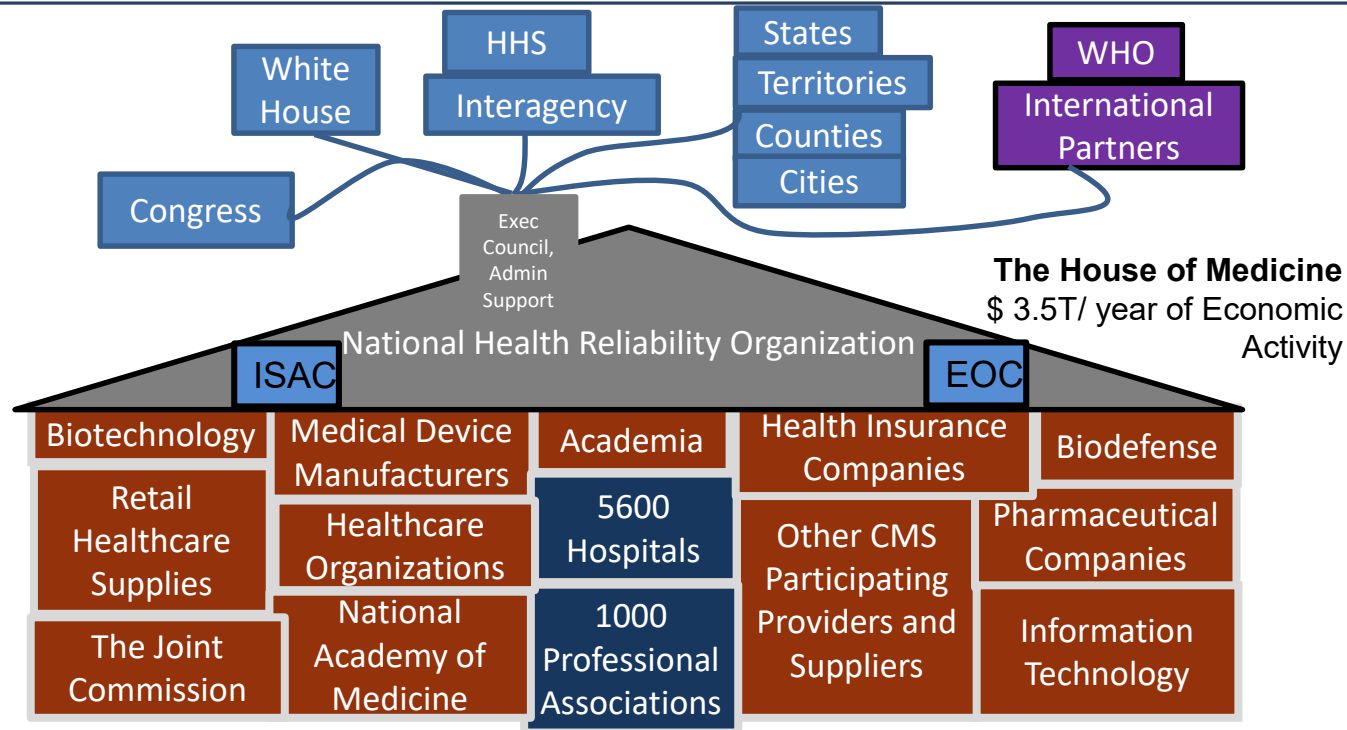 White
House
HHS
Interagency
States
Territories
Counties
Cities
WHO
International
Partners
Congress
Exec
Council,
Admin
Support
The House of Medicine
$ 3.5T/ year of Economic
Activity
National Health Reliability Organization
ISAC
EOC
Biotechnology
Medical Device
Manufacturers
Academia
Health Insurance
Companies
Biodefense
Retail
Healthcare
Supplies
Healthcare
Organizations
5600
Hospitals
Other CMS
Participating
Providers and
Suppliers
Pharmaceutical
Companies
The Joint
Commission
National
Academy of
Medicine
1000
Professional
Associations
Information
Technology